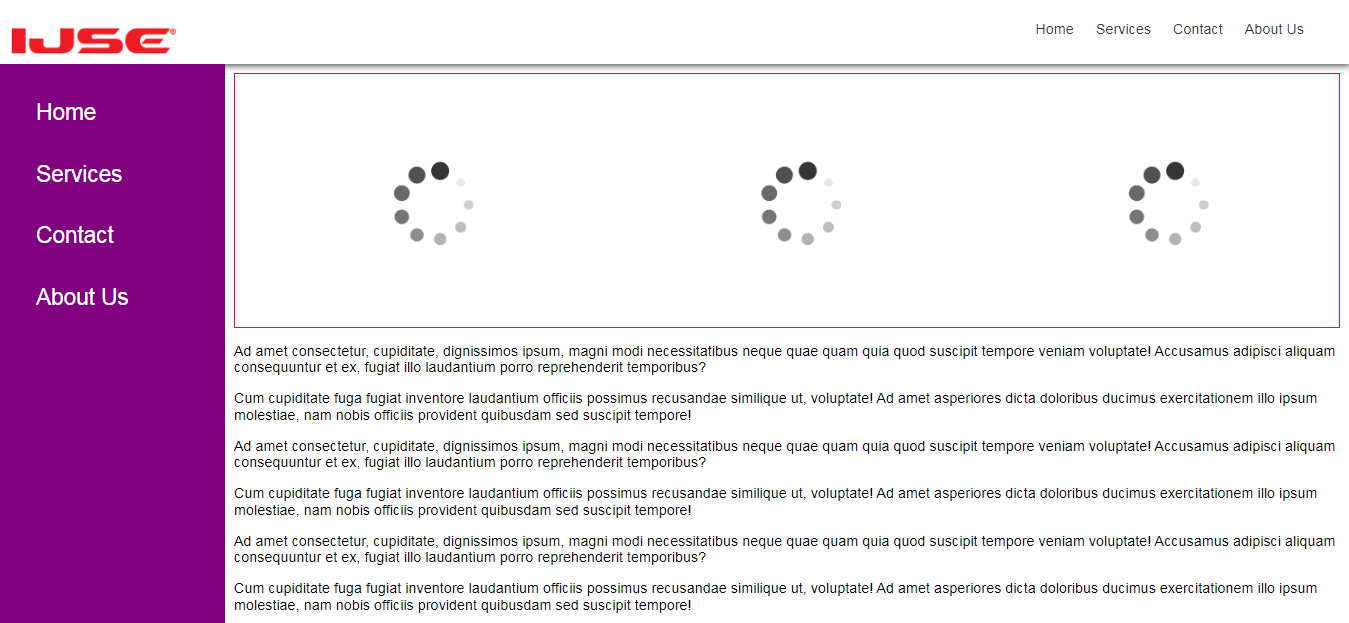 IJSE®
Home Services Contact About Us
Home
Services
Contact
About Us
Ad amet consectetur, cupiditate, dignissimos ipsum, magni modi necessitatibus neque quae quam quia quod suscipit tempore veniam voluptate! Accusamus adipisci aliquam
consequuntur et ex, fugiat illo laudantium porro reprehenderit temporibus?
Cum cupiditate fuga fugiat inventore laudantium officiis possimus recusandae similique ut, voluptate! Ad amet asperiores dicta doloribus ducimus exercitationem illo ipsum
molestiae, nam nobis officiis provident quibusdam sed suscipit tempore!
Ad amet consectetur, cupiditate, dignissimos ipsum, magni modi necessitatibus neque quae quam quia quod suscipit tempore veniam voluptate! Accusamus adipisci aliquam
consequuntur et ex, fugiat illo laudantium porro reprehenderit temporibus?
Cum cupiditate fuga fugiat inventore laudantium officiis possimus recusandae similique ut, voluptate! Ad amet asperiores dicta doloribus ducimus exercitationem illo ipsum
molestiae, nam nobis officiis provident quibusdam sed suscipit tempore!
Ad amet consectetur, cupiditate, dignissimos ipsum, magni modi necessitatibus neque quae quam quia quod suscipit tempore veniam voluptate! Accusamus adipisci aliquam
consequuntur et ex, fugiat illo laudantium porro reprehenderit temporibus?
Cum cupiditate fuga fugiat inventore laudantium officiis possimus recusandae similique ut, voluptate! Ad amet asperiores dicta doloribus ducimus exercitationem illo ipsum
molestiae, nam nobis officiis provident quibusdam sed suscipit tempore!